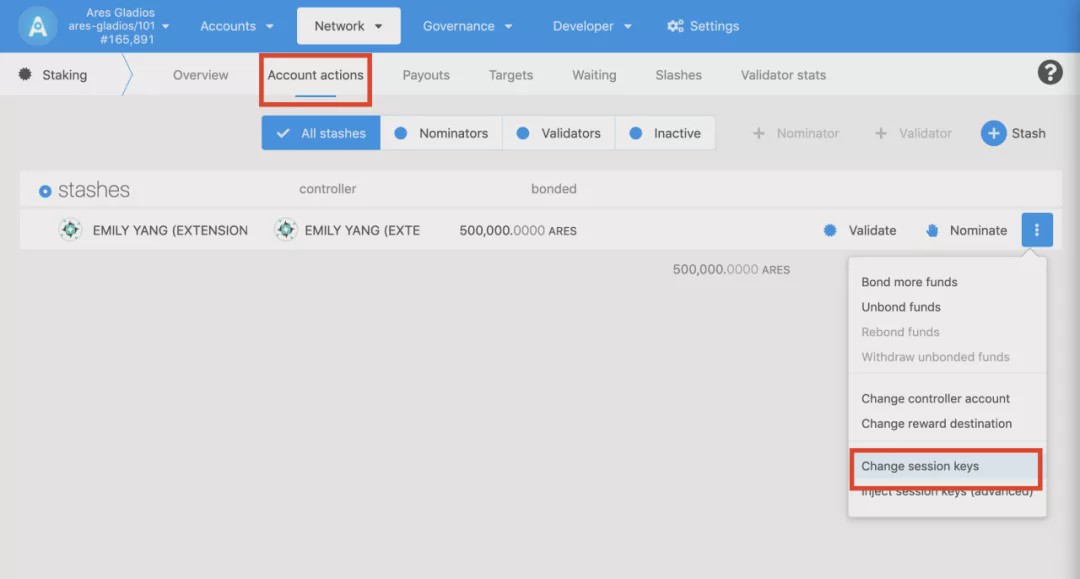 Ares Gladios
ares-gladios/101
#165,891
Accounts
Network
Governance
Developer
Settings
Staking
Overview
Account actions
Payouts
Targets
Waiting
Slashes
Validator stats
?
All stashes
Nominators
Validators
Inactive
+ Nominator
+ Validator
+ Stash
stashes
controller
bonded
EMILY YANG (EXTENSION
EMILY YANG (EXTE
500,000.0000 ARES
Validate
Nominate
500,000.0000 ARES
Bond more funds
Unbond funds
Rebond funds
Withdraw unbonded funds
Change controller account
Change reward destination
Change session keys
Inject session keys (advanced)